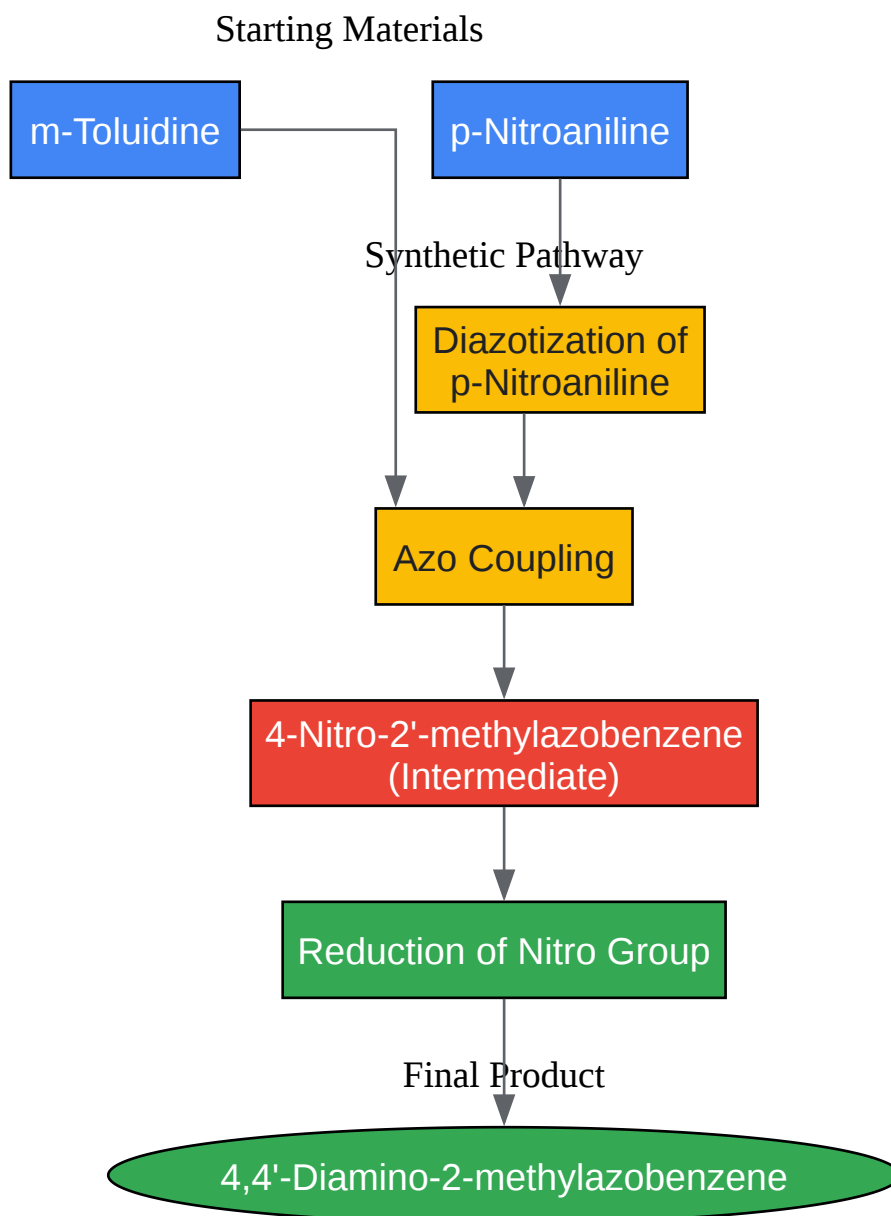 Starting Materials
m-Toluidine
p-Nitroaniline
Synthetic Pathway
Diazotization of
p-Nitroaniline
Azo Coupling
4-Nitro-2'-methylazobenzene
(Intermediate)
Reduction of Nitro Group
Final Product
4,4'-Diamino-2-methylazobenzene